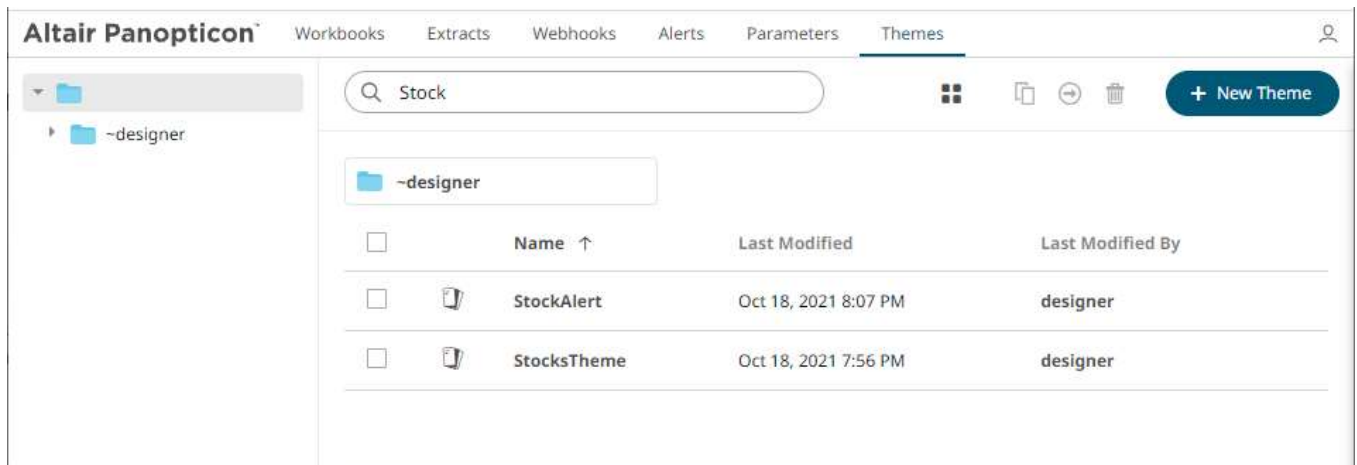 Altair Panopticon™ Workbooks Extracts Webhooks Alerts Parameters Themes
Stock
+ New Theme
~designer
~designer
Name ↑ Last Modified Last Modified By
StockAlert Oct 18, 2021 8:07 PM designer
StocksTheme Oct 18, 2021 7:56 PM designer